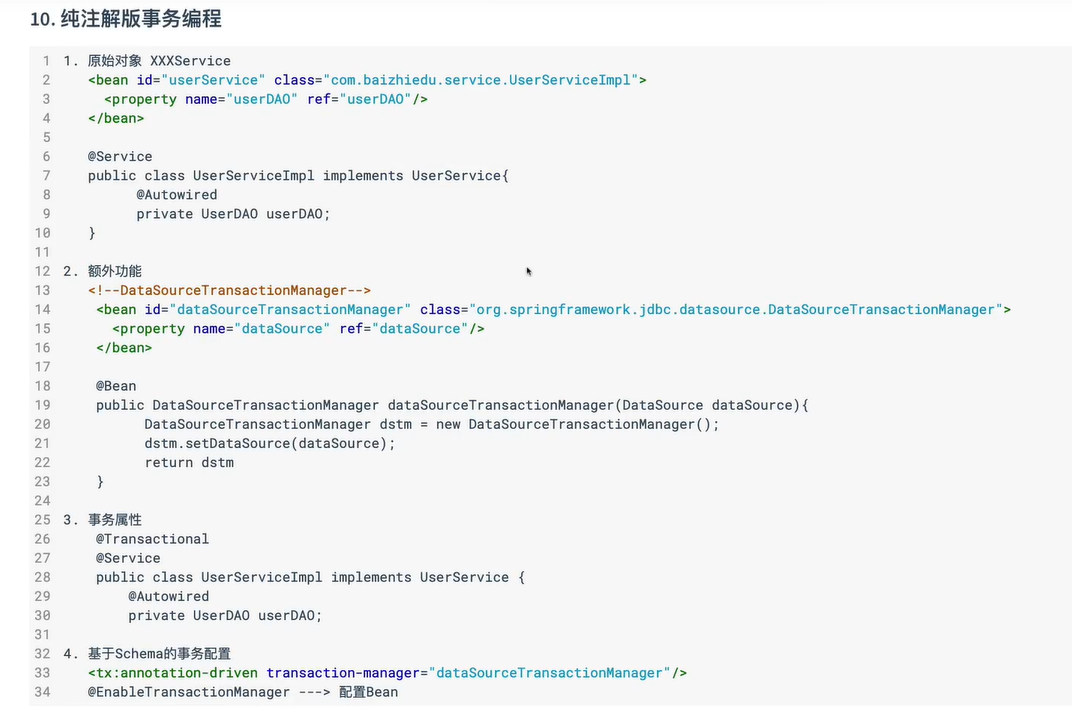 10. 纯注解版事务编程
1 1. 原始对象 XXXService
2 <bean id="userService" class="com.baizhiedu.service.UserServiceImpl">
3 <property name="userDAO" ref="userDAO"/>
4 </bean>
5
6 @Service
7 public class UserServiceImpl implements UserService{
8 @Autowired
9 private UserDAO userDAO;
10 }
11
12 2. 额外功能
13 <!--DataSourceTransactionManager-->
14 <bean id="dataSourceTransactionManager" class="org.springframework.jdbc.datasource.DataSourceTransactionManager">
15 <property name="dataSource" ref="dataSource"/>
16 </bean>
17
18 @Bean
19 public DataSourceTransactionManager dataSourceTransactionManager(DataSource dataSource){
20 DataSourceTransactionManager dstm = new DataSourceTransactionManager();
21 dstm.setDataSource(dataSource);
22 return dstm
23 }
24
25 3. 事务属性
26 @Transactional
27 @Service
28 public class UserServiceImpl implements UserService {
29 @Autowired
30 private UserDAO userDAO;
31
32 4. 基于Schema的事务配置
33 <tx:annotation-driven transaction-manager="dataSourceTransactionManager"/>
34 @EnableTransactionManager ---> 配置Bean